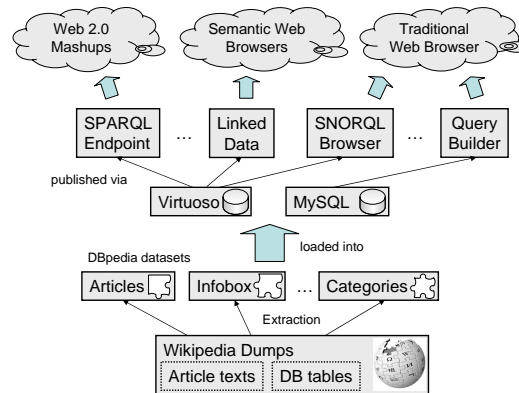 Web 2.0
Mashups
Semantic Web
Browsers
Traditional
Web Browser
SPARQL
Endpoint
...
Linked
Data
SNORQL
Browser
...
Query
Builder
published via
Virtuoso
MySQL
loaded into
DBpedia datasets
Articles
Infobox
...
Categories
Extraction
Wikipedia Dumps
Article texts
DB tables